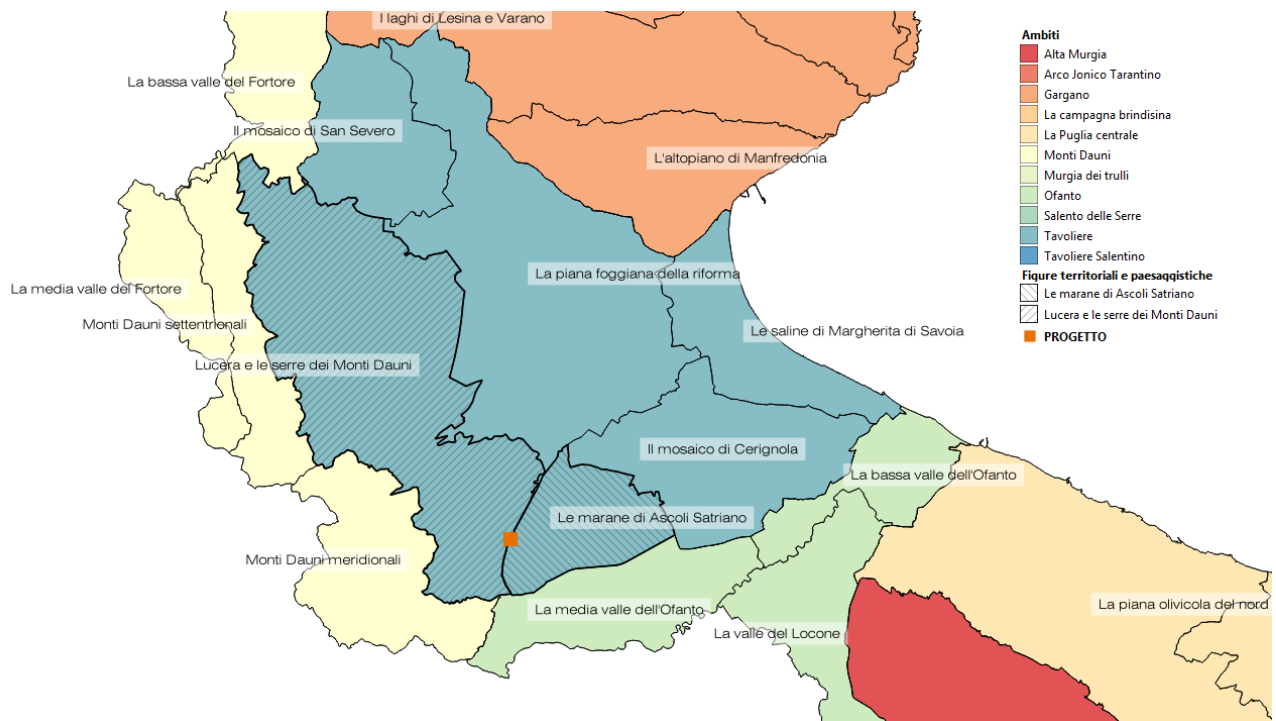 I laghi di Lesina e Varano
La bassa valle del Fortore
Il mosaico di San Severo
L'altopiano di Manfredonia
La piana foggiana della riforma
La media valle del Fortore
Monti Dauni settentrionali
Le saline di Margherita di Savoia
Lucera e le serre dei Monti Dauni
Il mosaico di Cerignola
La bassa valle dell'Ofanto
Le marane di Ascoli Satriano
Monti Dauni meridionali
La media valle dell'Ofanto
La piana olivicola del nord
La valle del Locone
Ambiti
Alta Murgia
Arco Jonico Tarantino
Gargano
La campagna brindisina
La Puglia centrale
Monti Dauni
Murgia dei trulli
Ofanto
Salento delle Serre
Tavoliere
Tavoliere Salentino
Figure territoriali e paesaqqistiche
Le marane di Ascoli Satriano
Lucera e le serre dei Monti Dauni
PROGETTO